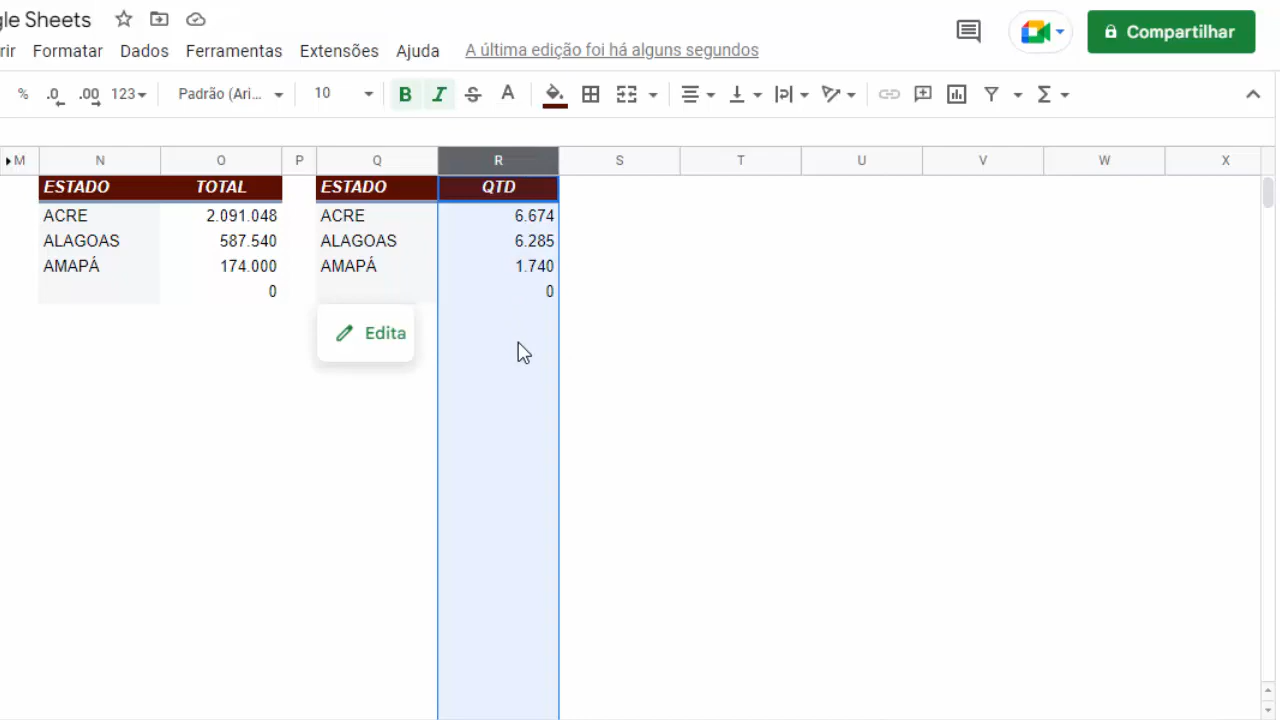 gle Sheets
Compartilhar
rir Formatar Dados Ferramentas Extensões Ajuda A última edição foi há alguns segundos
% .0 .00 123 Padrão (Ari... 10 B I S A Σ
M N O P Q R S T U V W X
ESTADO TOTAL ESTADO QTD
ACRE 2.091.048 ACRE 6.674
ALAGOAS 587.540 ALAGOAS 6.285
AMAPÁ 174.000 AMAPÁ 1.740
0 0
Edita